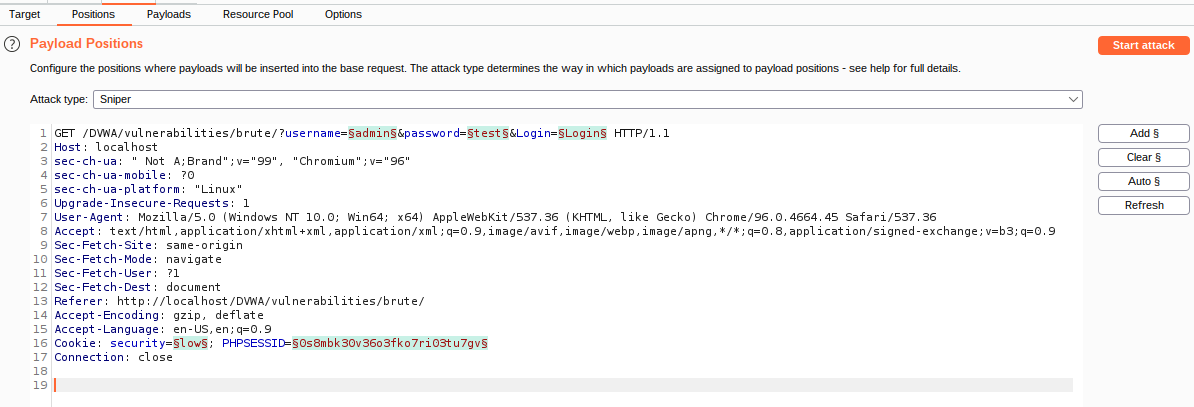 Target Positions Payloads Resource Pool Options
? Payload Positions Start attack
Configure the positions where payloads will be inserted into the base request. The attack type determines the way in which payloads are assigned to payload positions - see help for full details.
Attack type: Sniper
1 GET /DVWA/vulnerabilities/brute/?username=§admin§&password=§test§&Login=§Login§ HTTP/1.1
2 Host: localhost
3 sec-ch-ua: " Not A;Brand";v="99", "Chromium";v="96"
4 sec-ch-ua-mobile: ?0
5 sec-ch-ua-platform: "Linux"
6 Upgrade-Insecure-Requests: 1
7 User-Agent: Mozilla/5.0 (Windows NT 10.0; Win64; x64) AppleWebKit/537.36 (KHTML, like Gecko) Chrome/96.0.4664.45 Safari/537.36
8 Accept: text/html,application/xhtml+xml,application/xml;q=0.9,image/avif,image/webp,image/apng,*/*;q=0.8,application/signed-exchange;v=b3;q=0.9
9 Sec-Fetch-Site: same-origin
10 Sec-Fetch-Mode: navigate
11 Sec-Fetch-User: ?1
12 Sec-Fetch-Dest: document
13 Referer: http://localhost/DVWA/vulnerabilities/brute/
14 Accept-Encoding: gzip, deflate
15 Accept-Language: en-US,en;q=0.9
16 Cookie: security=§low§; PHPSESSID=§0s8mbk30v36o3fko7ri03tu7gv§
17 Connection: close
18
19
Add §
Clear §
Auto §
Refresh